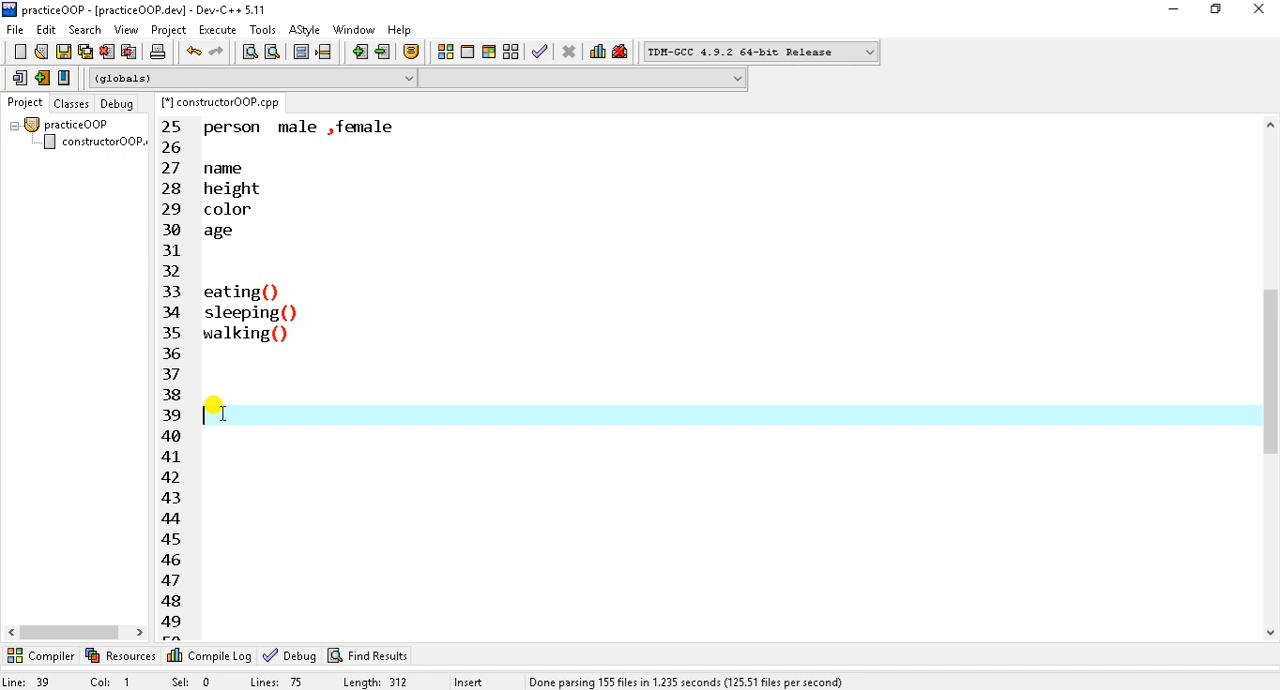 practiceOOP - [practiceOOP.dev] - Dev-C++ 5.11
File Edit Search View Project Execute Tools AStyle Window Help
TDM-GCC 4.9.2 64-bit Release
(globals)
Project Classes Debug [*] constructorOOP.cpp
practiceOOP
constructorOOP.
25 person  male ,female
26
27 name
28 height
29 color
30 age
31
32
33 eating()
34 sleeping()
35 walking()
36
37
38
39
40
41
42
43
44
45
46
47
48
49
50
Compiler Resources Compile Log Debug Find Results
Line: 39 Col: 1 Sel: 0 Lines: 75 Length: 312 Insert Done parsing 155 files in 1.235 seconds (125.51 files per second)